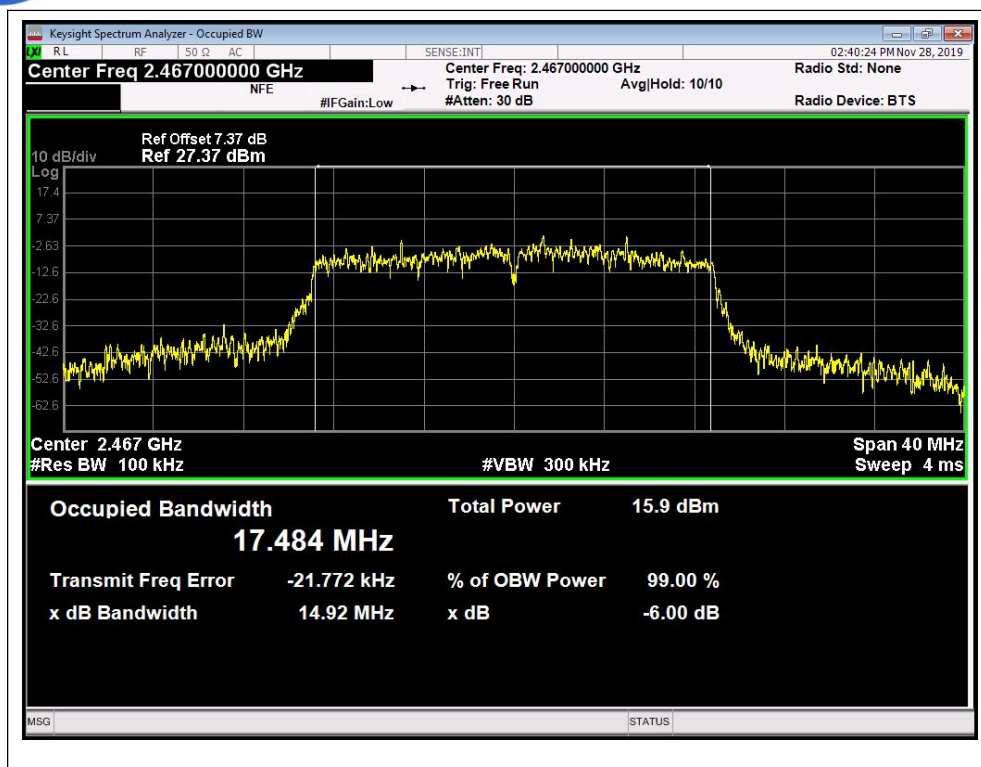 Keysight Spectrum Analyzer - Occupied BW
LXI RL RF 50 Ω AC SENSE:INT 02:40:24 PM Nov 28, 2019
Center Freq 2.467000000 GHz Center Freq: 2.467000000 GHz Radio Std: None
NFE Trig: Free Run Avg|Hold: 10/10
#IFGain:Low #Atten: 30 dB Radio Device: BTS
Ref Offset 7.37 dB
10 dB/div Ref 27.37 dBm
Log
17.4
7.37
-2.63
-12.6
-22.6
-32.6
-42.6
-52.6
-62.6
Center 2.467 GHz Span 40 MHz
#Res BW 100 kHz #VBW 300 kHz Sweep 4 ms
Occupied Bandwidth Total Power 15.9 dBm
17.484 MHz
Transmit Freq Error -21.772 kHz % of OBW Power 99.00 %
x dB Bandwidth 14.92 MHz x dB -6.00 dB
MSG STATUS